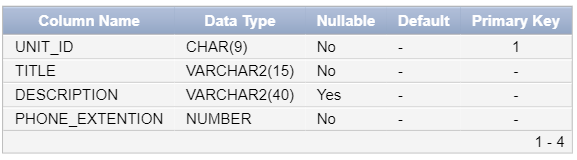 Column Name Data Type Nullable Default Primary Key
UNIT_ID CHAR(9) No - 1
TITLE VARCHAR2(15) No - -
DESCRIPTION VARCHAR2(40) Yes - -
PHONE_EXTENTION NUMBER No - -
1 - 4